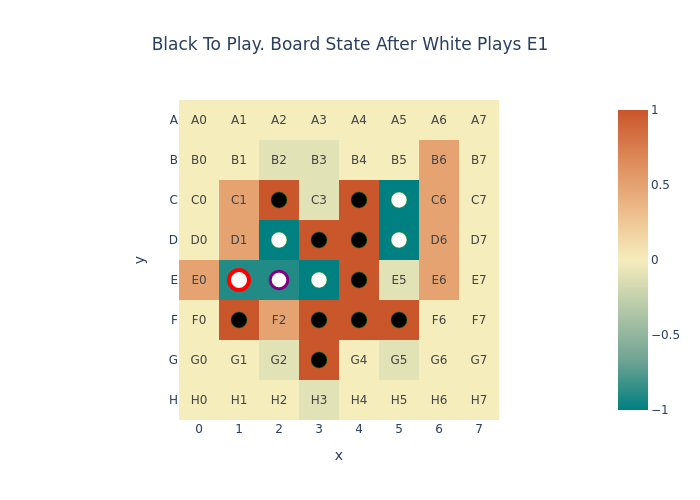 Black To Play. Board State After White Plays E1
A A0 A1 A2 A3 A4 A5 A6 A7
B B0 B1 B2 B3 B4 B5 B6 B7
C C0 C1 C3 C6 C7
D D0 D1 D6 D7
E E0 E5 E6 E7
F F0 F2 F6 F7
G G0 G1 G2 G4 G5 G6 G7
H H0 H1 H2 H3 H4 H5 H6 H7
0 1 2 3 4 5 6 7
x
y
1
0.5
0
−0.5
−1